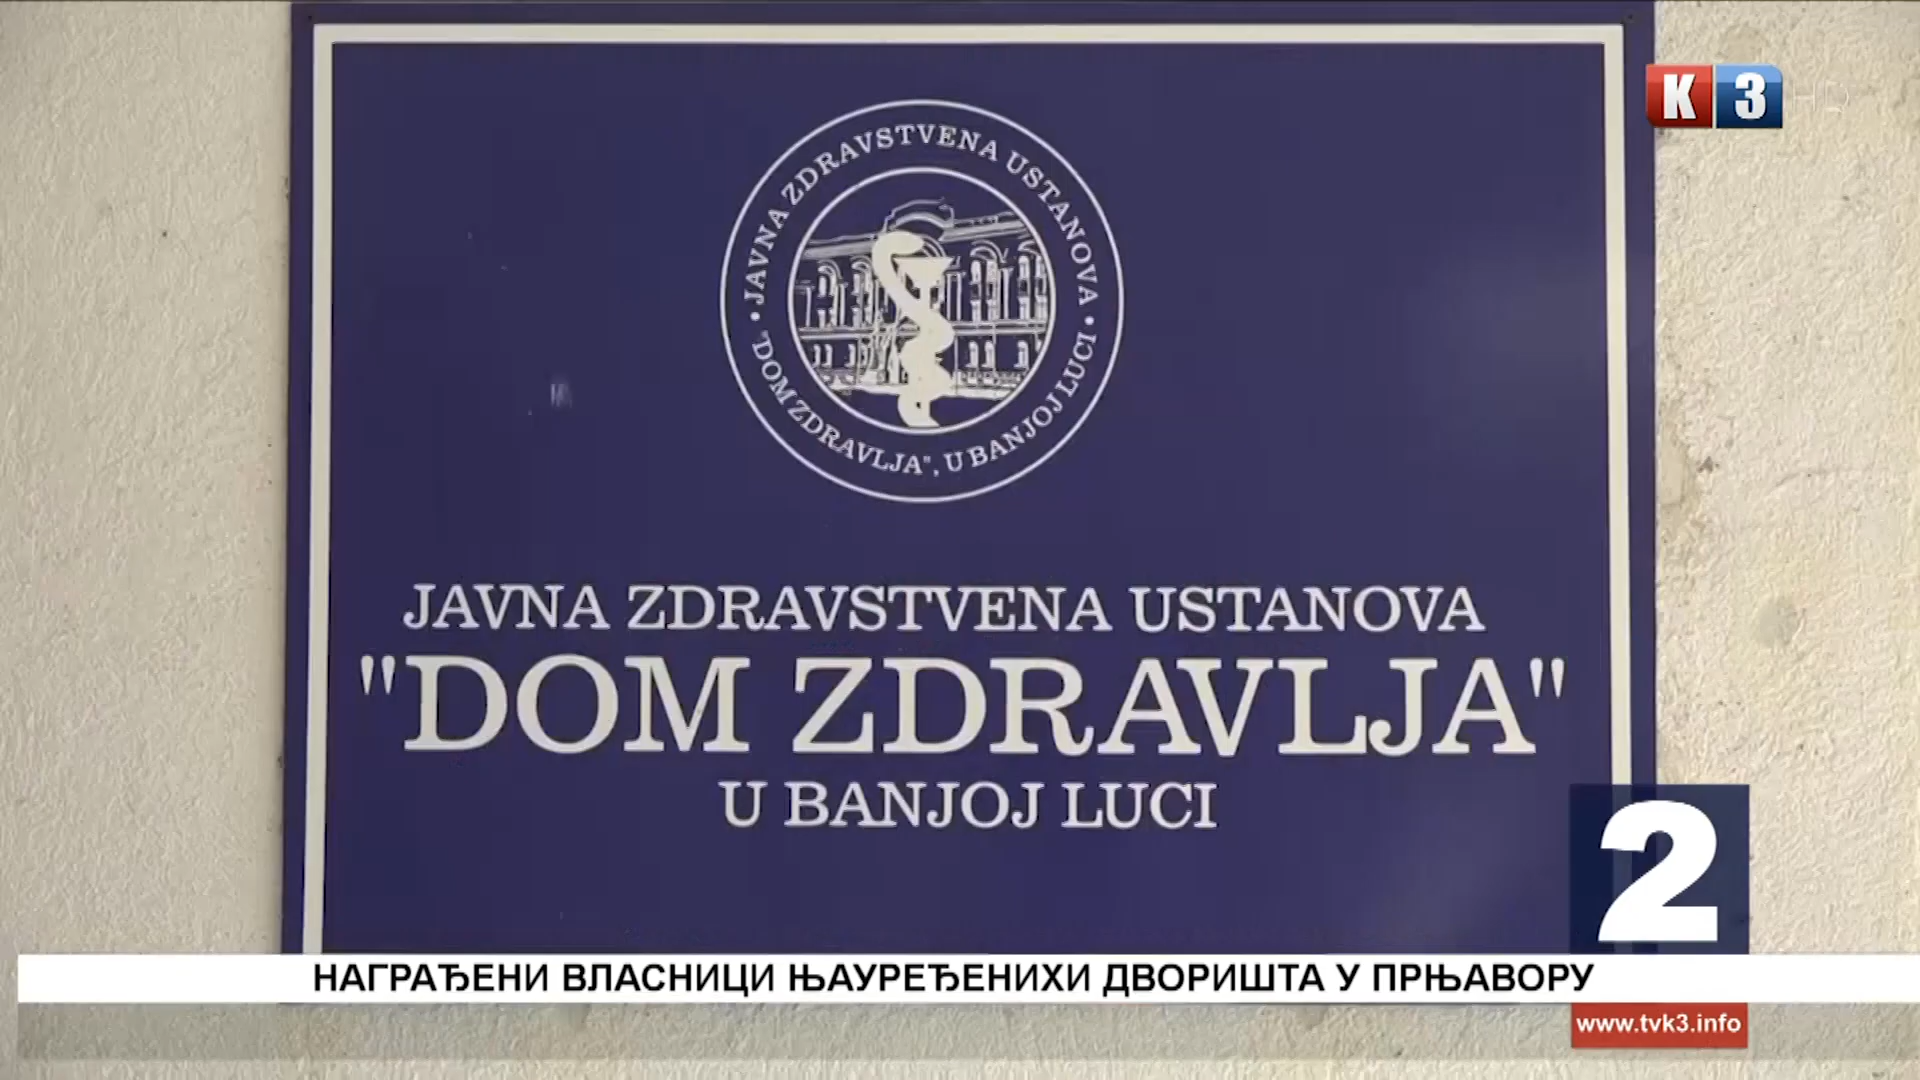 K 3 HD
• JAVNA ZDRAVSTVENA USTANOVA •
"DOM ZDRAVLJA", U BANJOJ LUCI
JAVNA ZDRAVSTVENA USTANOVA
"DOM ZDRAVLJA"
U BANJOJ LUCI
2
НАГРАЂЕНИ ВЛАСНИЦИ ЊАУРЕЂЕНИХИ ДВОРИШТА У ПРЊАВОРУ
www.tvk3.info